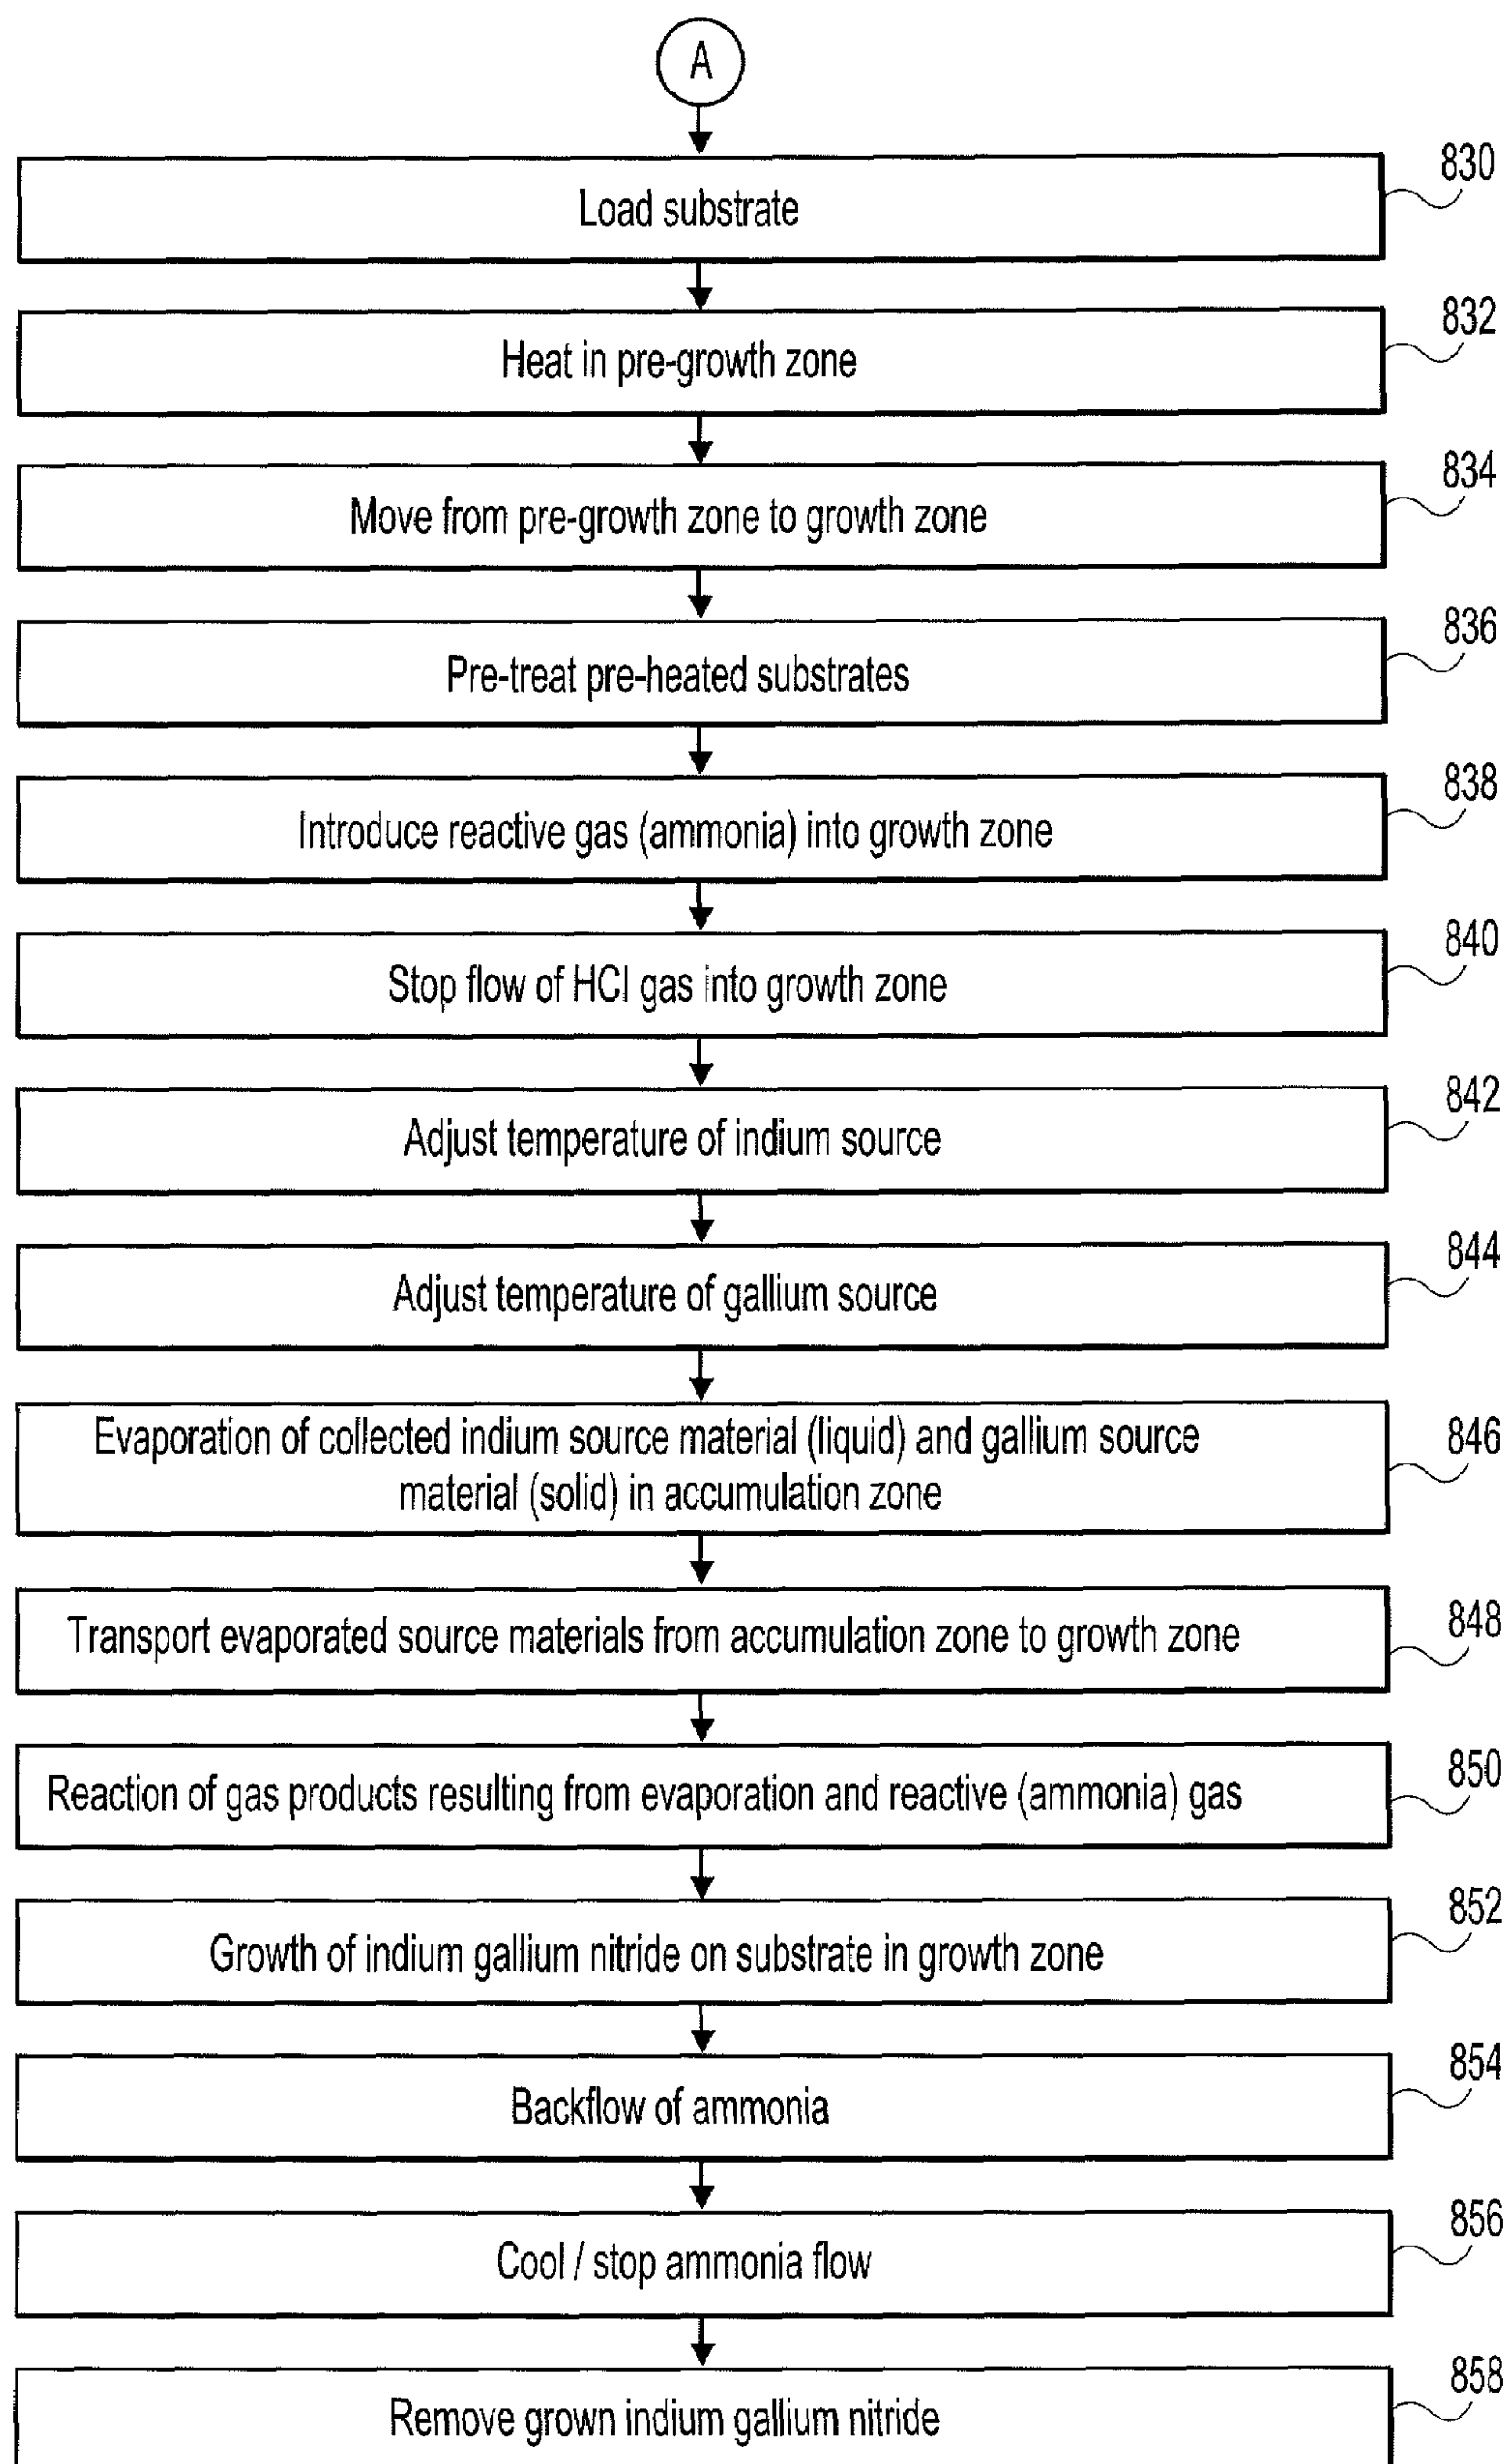 A
830
Load substrate
832
Heat in pre-growth zone
834
Move from pre-growth zone to growth zone
836
Pre-treat pre-heated substrates
838
Introduce reactive gas (ammonia) into growth zone
840
Stop flow of HCl gas into growth zone
842
Adjust temperature of indium source
844
Adjust temperature of gallium source
846
Evaporation of collected indium source material (liquid) and gallium source
material (solid) in accumulation zone
848
Transport evaporated source materials from accumulation zone to growth zone
850
Reaction of gas products resulting from evaporation and reactive (ammonia) gas
852
Growth of indium gallium nitride on substrate in growth zone
854
Backflow of ammonia
856
Cool / stop ammonia flow
858
Remove grown indium gallium nitride